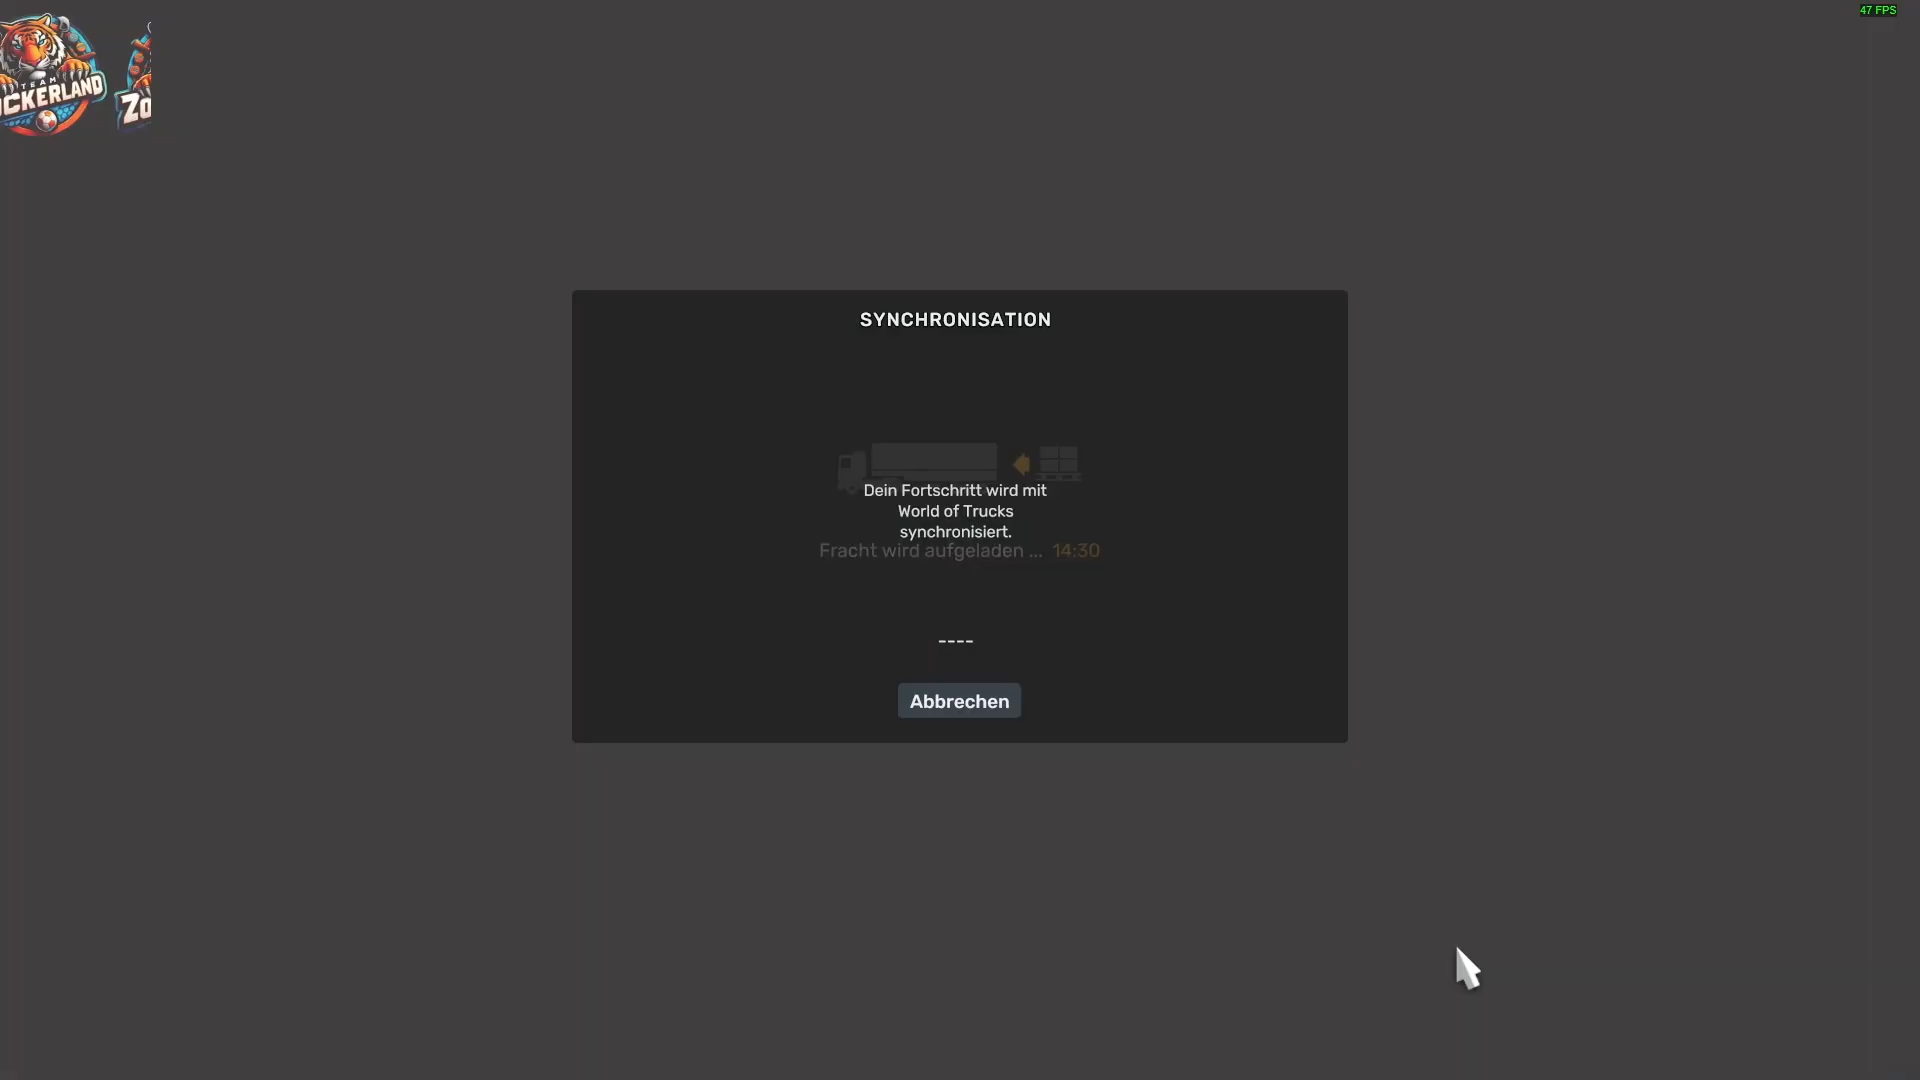 47 FPS
TEAM
CKERLAND
ZO
SYNCHRONISATION
Dein Fortschritt wird mit
World of Trucks
synchronisiert.
Fracht wird aufgeladen ... 14:30
----
Abbrechen